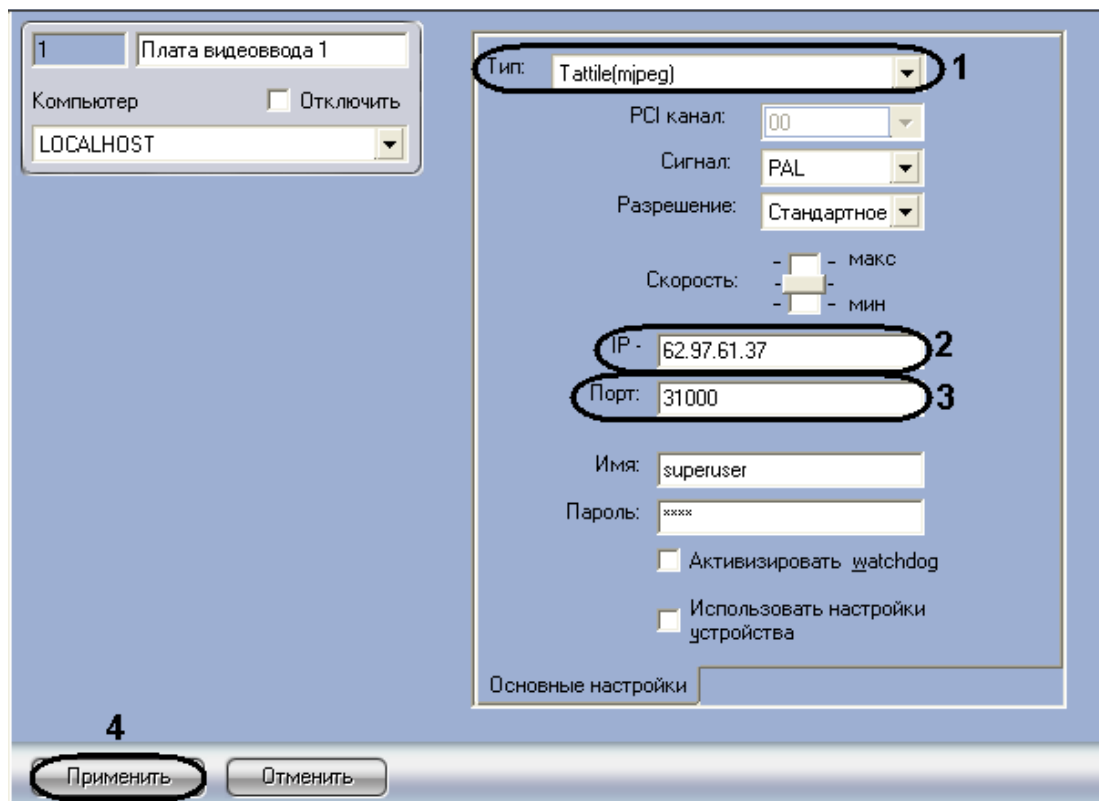 1 Плата видеоввода 1
Компьютер Отключить
LOCALHOST
Тип: Tattile(mjpeg) 1
PCI канал: 00
Сигнал: PAL
Разрешение: Стандартное
- - макс
Скорость: - -
- - мин
IP - 62.97.61.37 2
Порт: 31000 3
Имя: superuser
Пароль: ****
Активизировать watchdog
Использовать настройки
устройства
Основные настройки
4
Применить Отменить